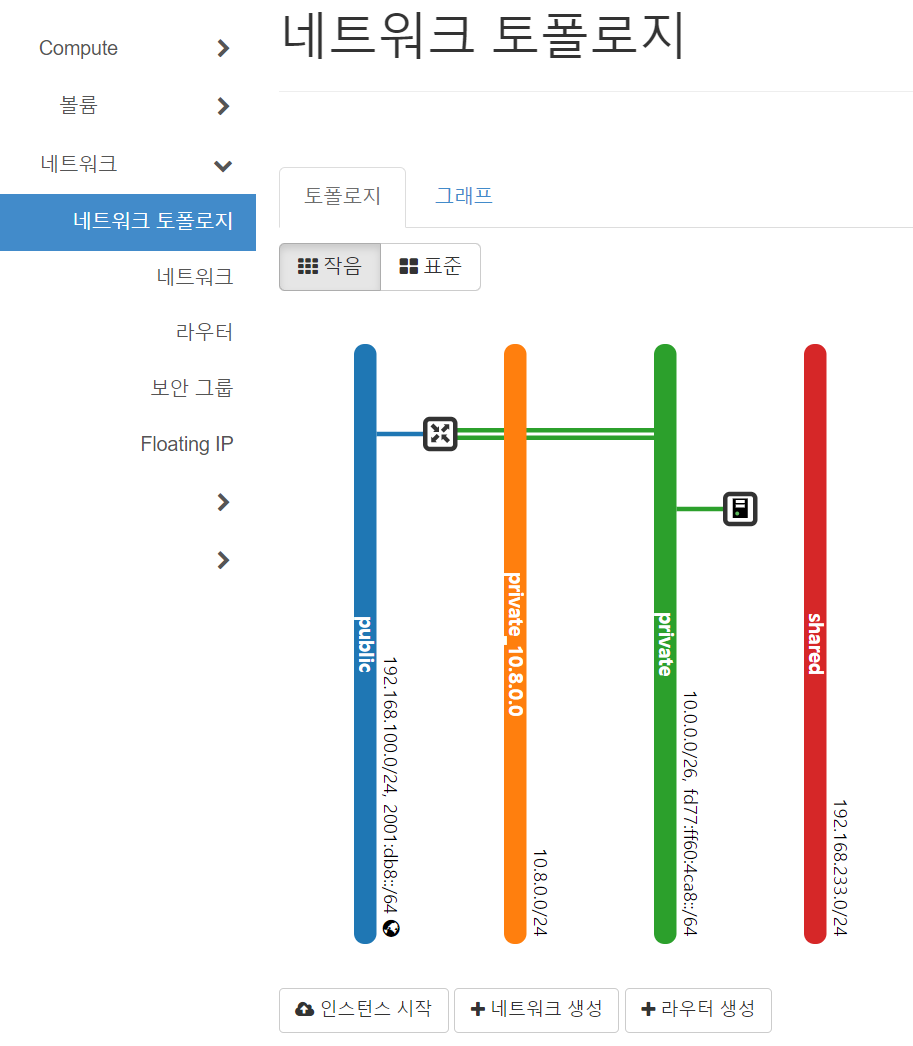 Compute
볼륨
네트워크
네트워크 토폴로지
네트워크
라우터
보안 그룹
Floating IP
네트워크 토폴로지
토폴로지
그래프
작음
표준
public
192.168.100.0/24, 2001:db8::/64
private_10.8.0.0
10.8.0.0/24
private
10.0.0.0/26, fd77:ff60:4ca8::/64
shared
192.168.233.0/24
인스턴스 시작
네트워크 생성
라우터 생성